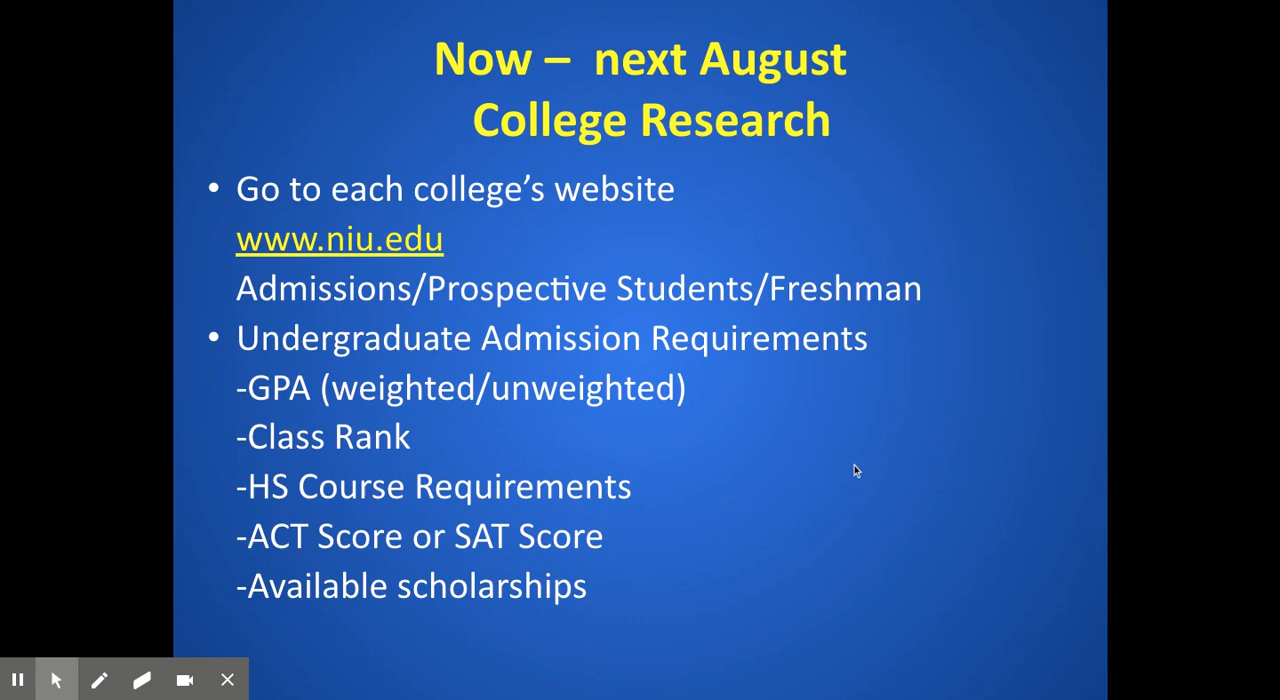 Now – next August
College Research
• Go to each college’s website
www.niu.edu
Admissions/Prospective Students/Freshman
• Undergraduate Admission Requirements
-GPA (weighted/unweighted)
-Class Rank
-HS Course Requirements
-ACT Score or SAT Score
-Available scholarships